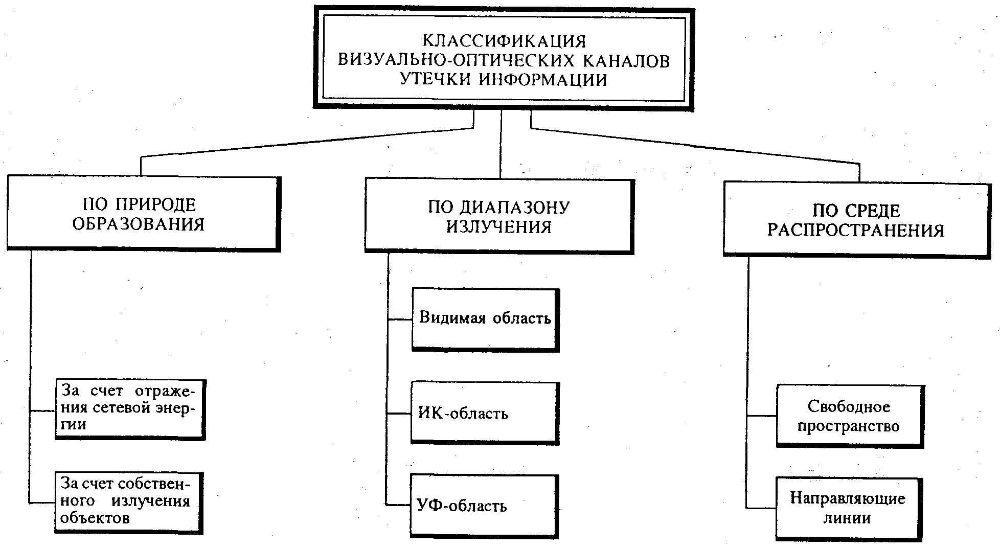 КЛАССИФИКАЦИЯ
ВИЗУАЛЬНО-ОПТИЧЕСКИХ КАНАЛОВ
УТЕЧКИ ИНФОРМАЦИИ
ПО ПРИРОДЕ
ОБРАЗОВАНИЯ
За счет отраже-
ния сетевой энер-
гии
За счет собствен-
ного излучения
объектов
ПО ДИАПАЗОНУ
ИЗЛУЧЕНИЯ
Видимая область
ИК-область
УФ-область
ПО СРЕДЕ
РАСПРОСТРАНЕНИЯ
Свободное
пространство
Направляющие
линии